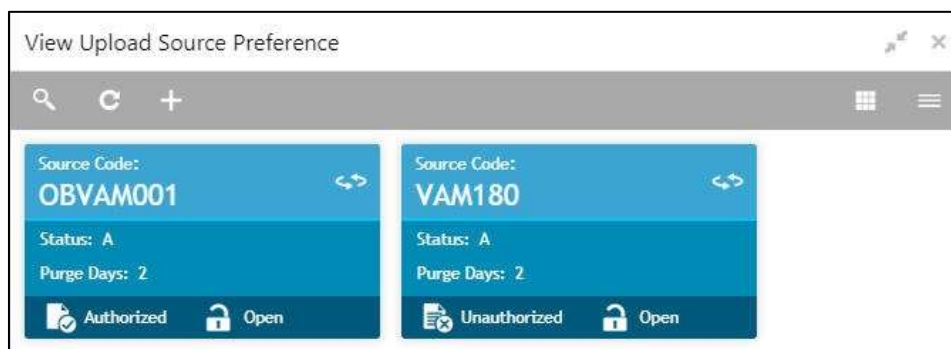 View Upload Source Preference
Source Code:
OBVAM001
Status: A
Purge Days: 2
Authorized Open
Source Code:
VAM180
Status: A
Purge Days: 2
Unauthorized Open